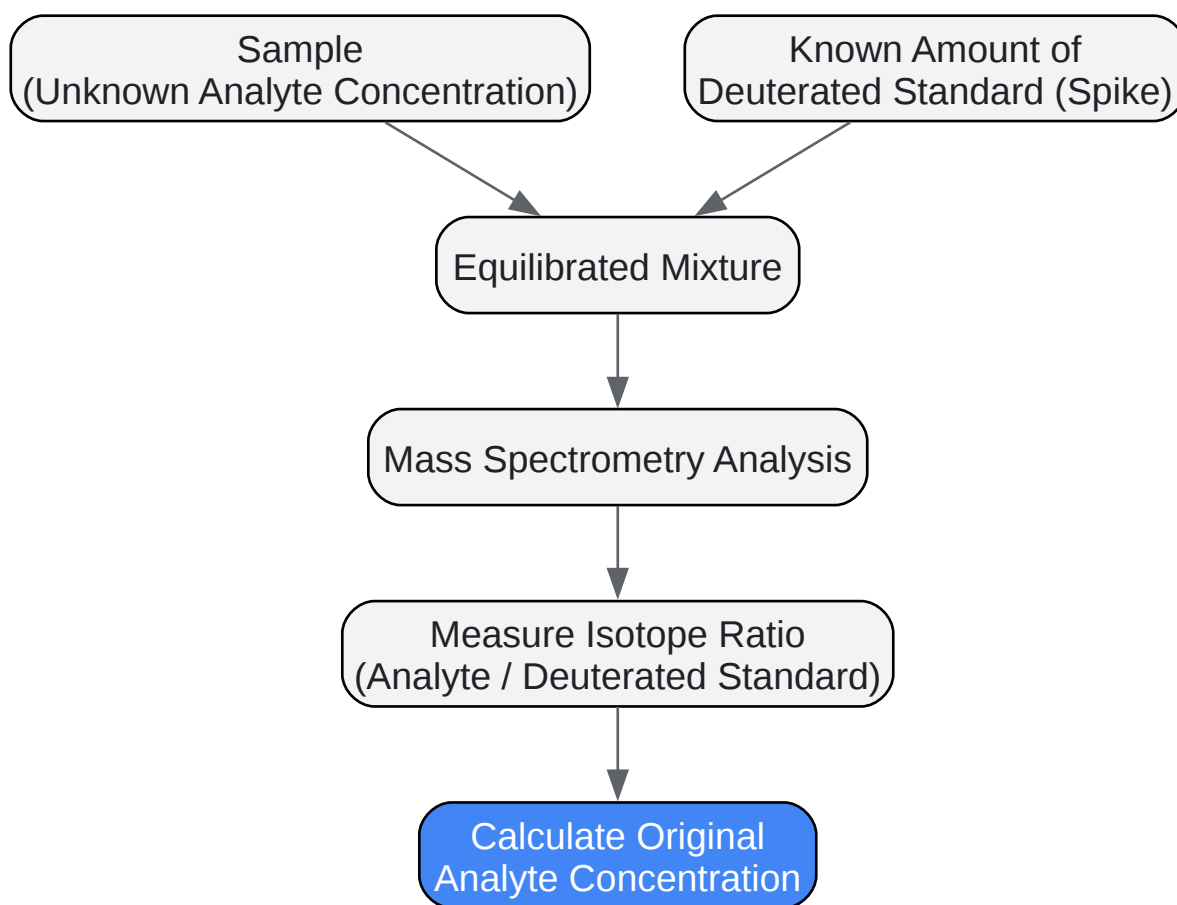 Sample
(Unknown Analyte Concentration)
Known Amount of
Deuterated Standard (Spike)
Equilibrated Mixture
Mass Spectrometry Analysis
Measure Isotope Ratio
(Analyte / Deuterated Standard)
Calculate Original
Analyte Concentration